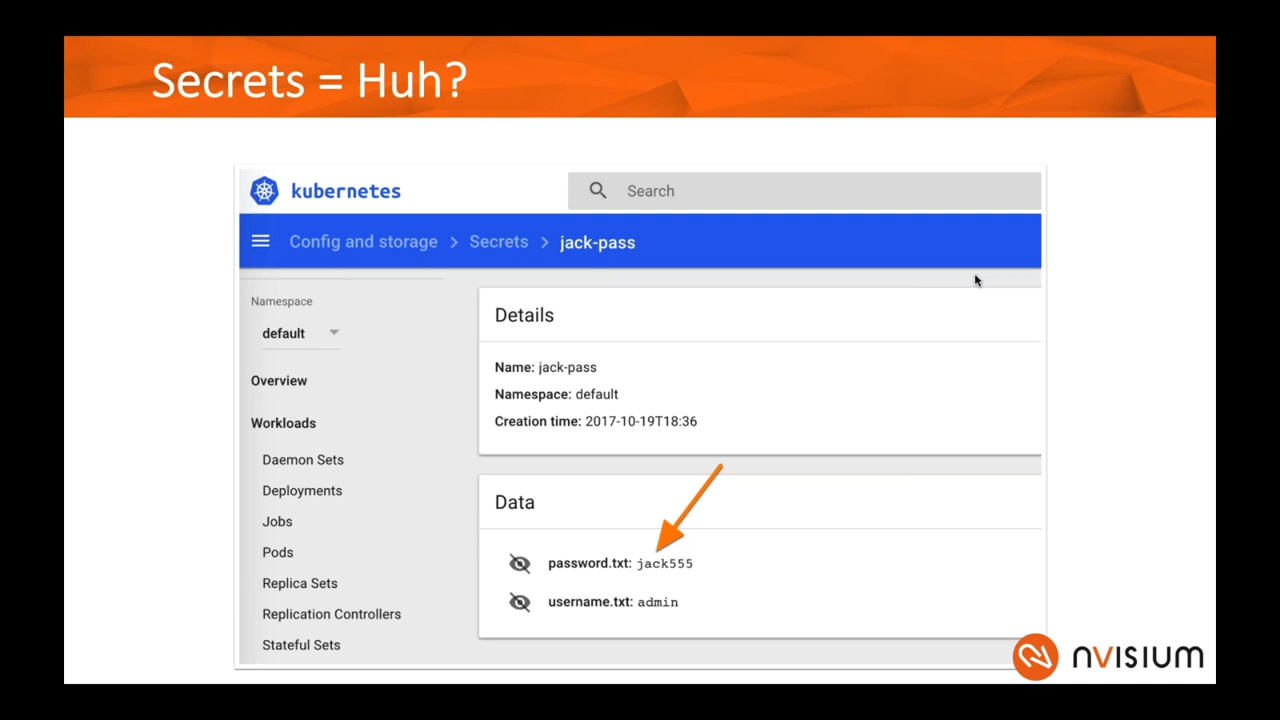 Secrets = Huh?
kubernetes
Search
Config and storage > Secrets > jack-pass
Namespace
default
Overview
Workloads
Daemon Sets
Deployments
Jobs
Pods
Replica Sets
Replication Controllers
Stateful Sets
Details
Name: jack-pass
Namespace: default
Creation time: 2017-10-19T18:36
Data
password.txt: jack555
username.txt: admin
nVISIUM